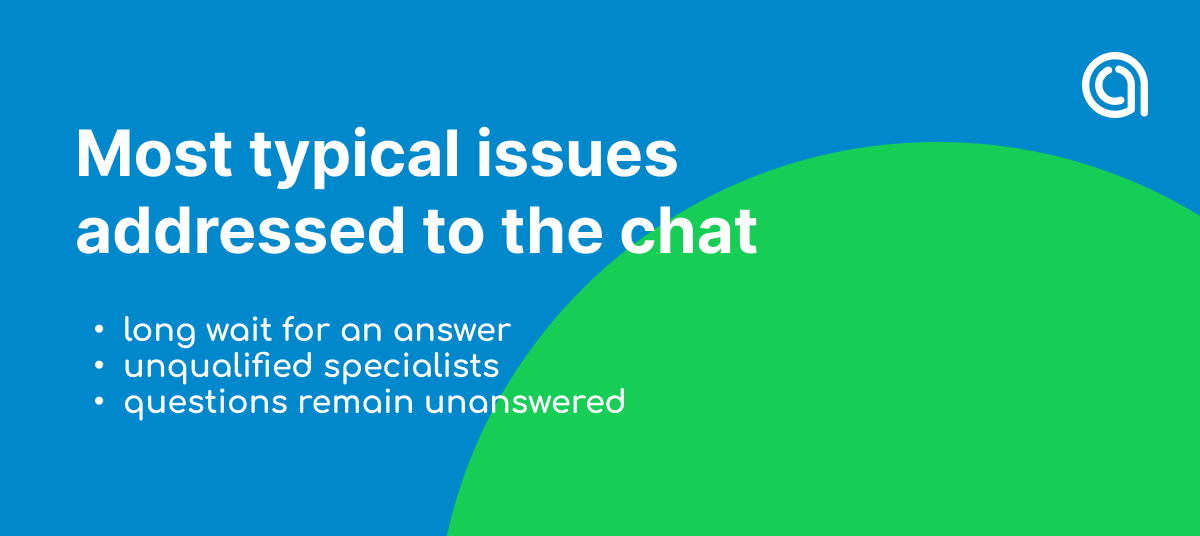 Most typical issues
addressed to the chat
• long wait for an answer
• unqualified specialists
• questions remain unanswered